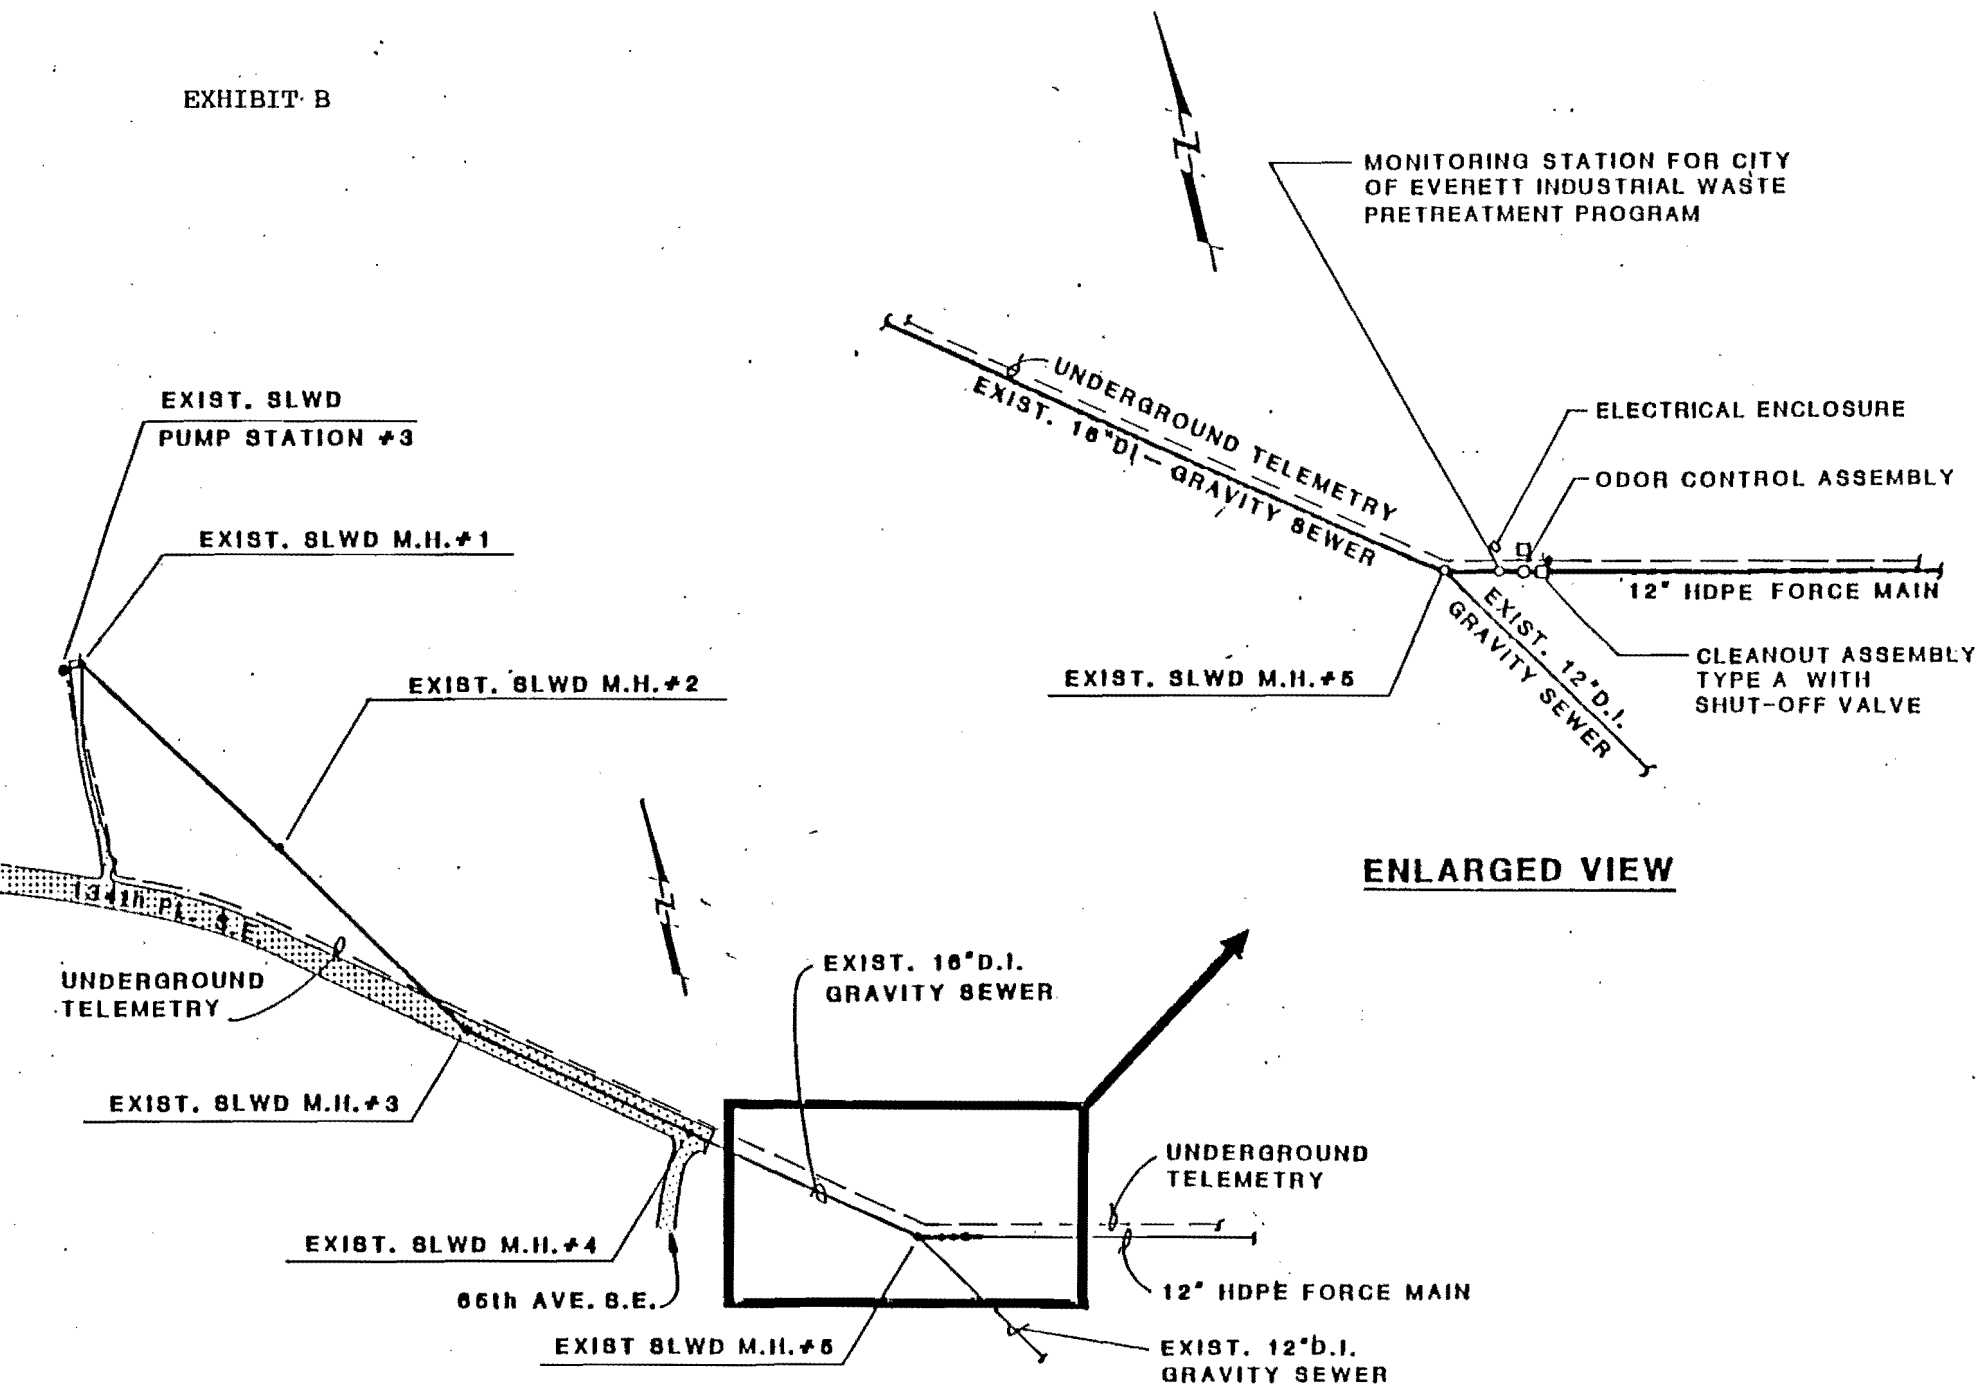 EXHIBIT B
MONITORING STATION FOR CITY
OF EVERETT INDUSTRIAL WASTE
PRETREATMENT PROGRAM
UNDERGROUND TELEMETRY
EXIST. 16"DI - GRAVITY SEWER
ELECTRICAL ENCLOSURE
ODOR CONTROL ASSEMBLY
12" HDPE FORCE MAIN
EXIST. 12"D.I.
GRAVITY SEWER
CLEANOUT ASSEMBLY
TYPE A WITH
SHUT-OFF VALVE
EXIST. SLWD M.H.#5
ENLARGED VIEW
EXIST. SLWD
PUMP STATION #3
EXIST. SLWD M.H.#1
EXIST. SLWD M.H.#2
134th PL. S.E.
UNDERGROUND
TELEMETRY
EXIST. SLWD M.H.#3
EXIST. 16"D.I.
GRAVITY SEWER
EXIST. SLWD M.H.#4
65th AVE. S.E.
EXIST SLWD M.H.#5
UNDERGROUND
TELEMETRY
12" HDPE FORCE MAIN
EXIST. 12"D.I.
GRAVITY SEWER